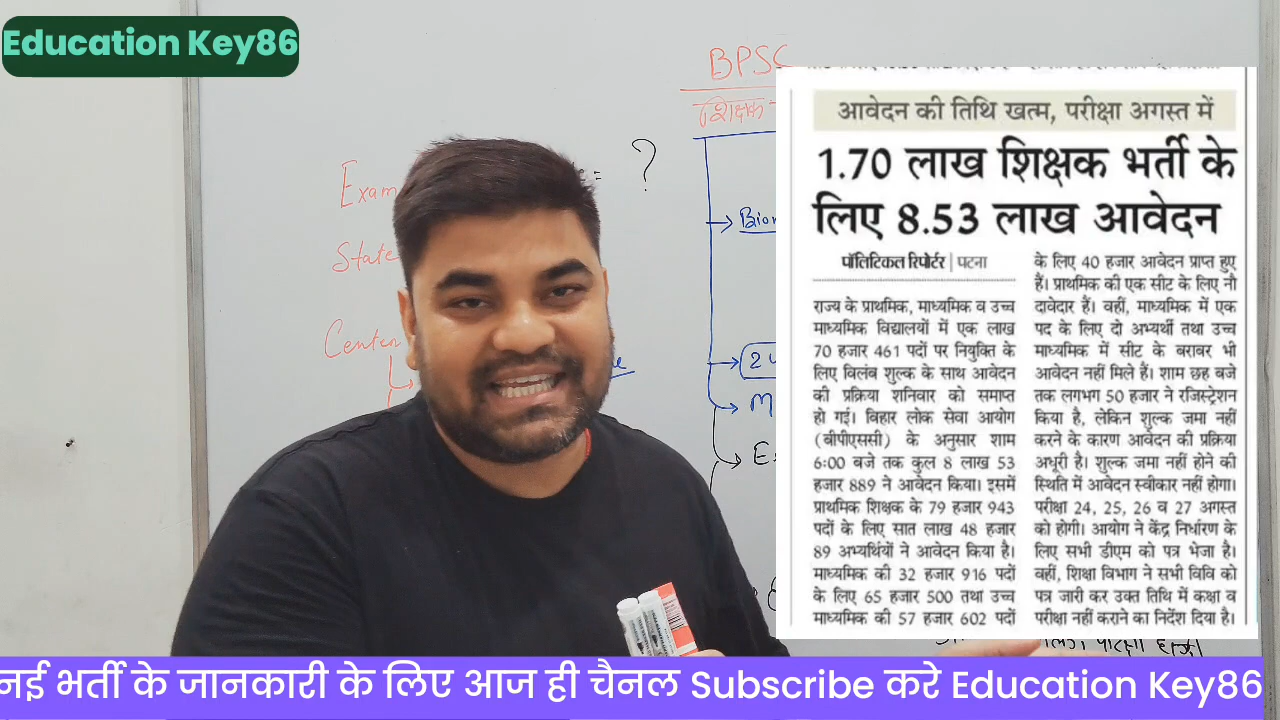 Education Key86
BPSC
शिक्षक
?
Exam
State
Center
2
M
आवेदन की तिथि खत्म, परीक्षा अगस्त में
1.70 लाख शिक्षक भर्ती के
लिए 8.53 लाख आवेदन
पॉलिटिकल रिपोर्टर | पटना
राज्य के प्राथमिक, माध्यमिक व उच्च
माध्यमिक विद्यालयों में एक लाख
70 हजार 461 पदों पर नियुक्ति के
लिए विलंब शुल्क के साथ आवेदन
की प्रक्रिया शनिवार को समाप्त
हो गई। बिहार लोक सेवा आयोग
(बीपीएससी) के अनुसार शाम
6:00 बजे तक कुल 8 लाख 53
हजार 889 ने आवेदन किया। इसमें
प्राथमिक शिक्षक के 79 हजार 943
पदों के लिए सात लाख 48 हजार
89 अभ्यर्थियों ने आवेदन किया है।
माध्यमिक की 32 हजार 916 पदों
के लिए 65 हजार 500 तथा उच्च
माध्यमिक की 57 हजार 602 पदों
के लिए 40 हजार आवेदन प्राप्त हुए
हैं। प्राथमिक की एक सीट के लिए नौ
दावेदार हैं। वहीं, माध्यमिक में एक
पद के लिए दो अभ्यर्थी तथा उच्च
माध्यमिक में सीट के बराबर भी
आवेदन नहीं मिले हैं। शाम छह बजे
तक लगभग 50 हजार ने रजिस्ट्रेशन
किया है, लेकिन शुल्क जमा नहीं
करने के कारण आवेदन की प्रक्रिया
अधूरी है। शुल्क जमा नहीं होने की
स्थिति में आवेदन स्वीकार नहीं होगा।
परीक्षा 24, 25, 26 व 27 अगस्त
को होगी। आयोग ने केंद्र निर्धारण के
लिए सभी डीएम को पत्र भेजा है।
वहीं, शिक्षा विभाग ने सभी विवि को
पत्र जारी कर उक्त तिथि में कक्षा व
परीक्षा नहीं कराने का निर्देश दिया है।
नई भर्ती के जानकारी के लिए आज ही चैनल Subscribe करे Education Key86